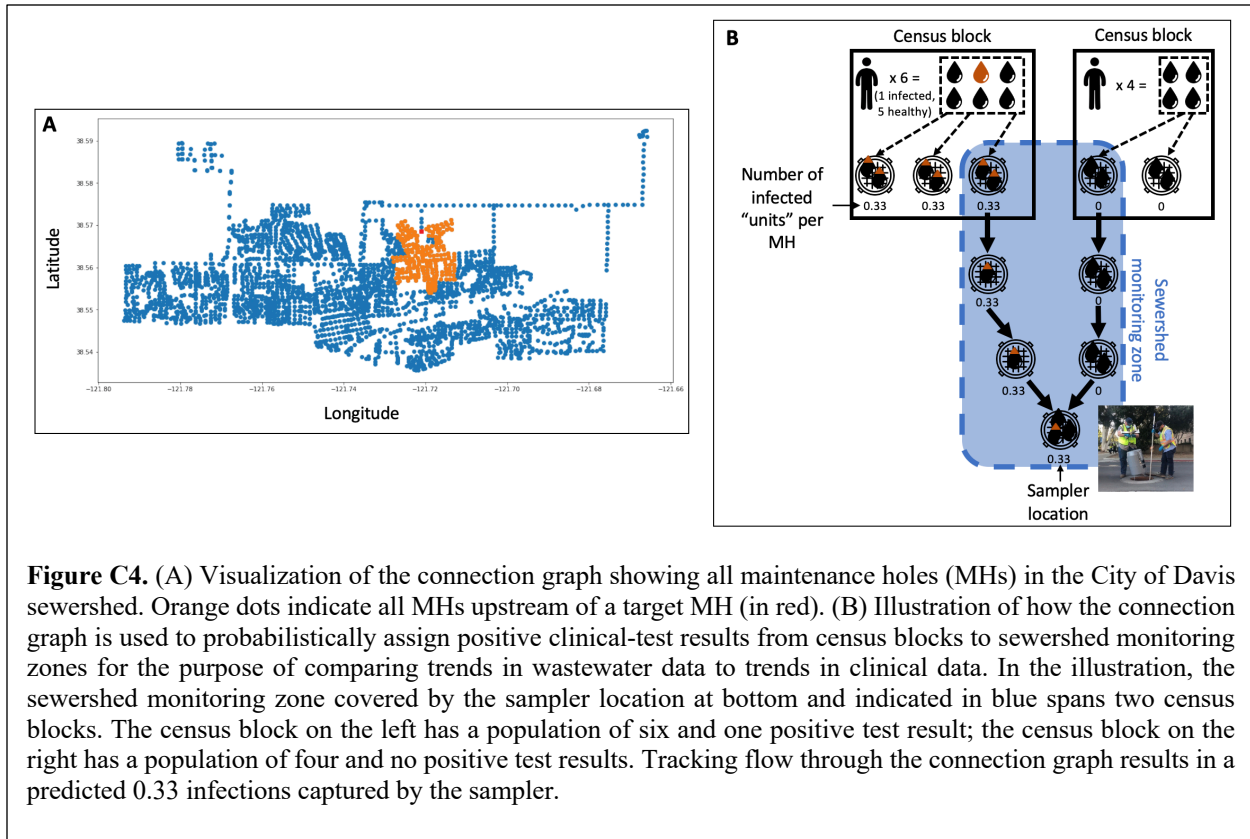 A
Latitude
38.59
38.58
38.57
38.56
38.55
38.54
−121.80
−121.78
−121.76
−121.74
−121.72
−121.70
−121.68
−121.66
Longitude
B
Census block
Census block
x 6 =
(1 infected,
5 healthy)
x 4 =
Number of
infected
“units” per
MH
0.33
0.33
0.33
0
0
0.33
0
0.33
0
0.33
Sewershed
monitoring zone
Sampler
location
Figure C4. (A) Visualization of the connection graph showing all maintenance holes (MHs) in the City of Davis
sewershed. Orange dots indicate all MHs upstream of a target MH (in red). (B) Illustration of how the connection
graph is used to probabilistically assign positive clinical-test results from census blocks to sewershed monitoring
zones for the purpose of comparing trends in wastewater data to trends in clinical data. In the illustration, the
sewershed monitoring zone covered by the sampler location at bottom and indicated in blue spans two census
blocks. The census block on the left has a population of six and one positive test result; the census block on the
right has a population of four and no positive test results. Tracking flow through the connection graph results in a
predicted 0.33 infections captured by the sampler.